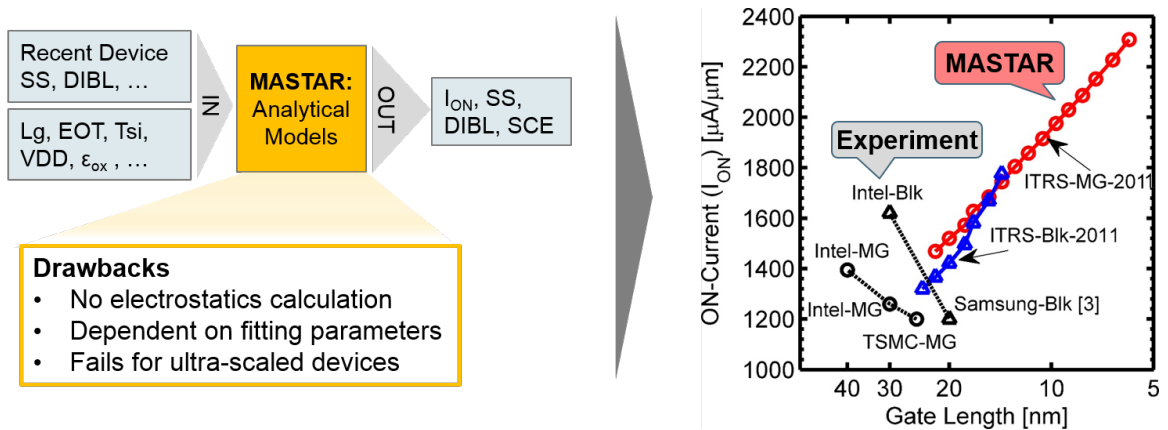 Recent Device
SS, DIBL, …
Lg, EOT, Tsi,
VDD, εox , …
IN
MASTAR:
Analytical
Models
OUT
ION, SS,
DIBL, SCE
Drawbacks
• No electrostatics calculation
• Dependent on fitting parameters
• Fails for ultra-scaled devices
ON-Current (ION) [μA/μm]
2400
2200
2000
1800
1600
1400
1200
1000
MASTAR
Experiment
ITRS-MG-2011
Intel-Blk
ITRS-Blk-2011
Intel-MG
Intel-MG
Samsung-Blk [3]
TSMC-MG
40
30
20
10
5
Gate Length [nm]